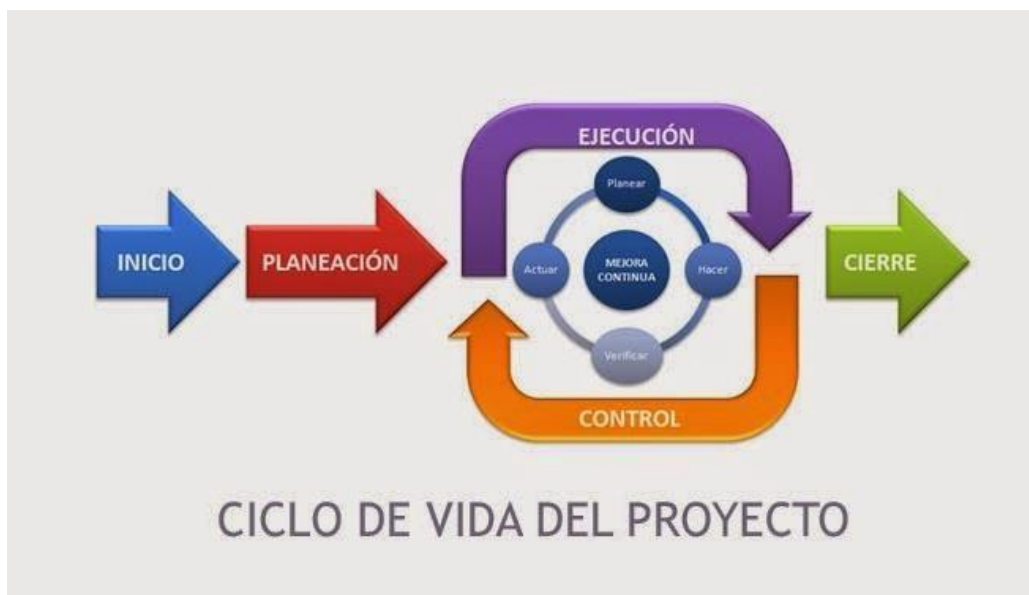 INICIO
PLANEACIÓN
EJECUCIÓN
Planear
Actuar
MEJORA
CONTINUA
Hacer
Verificar
CONTROL
CIERRE
CICLO DE VIDA DEL PROYECTO